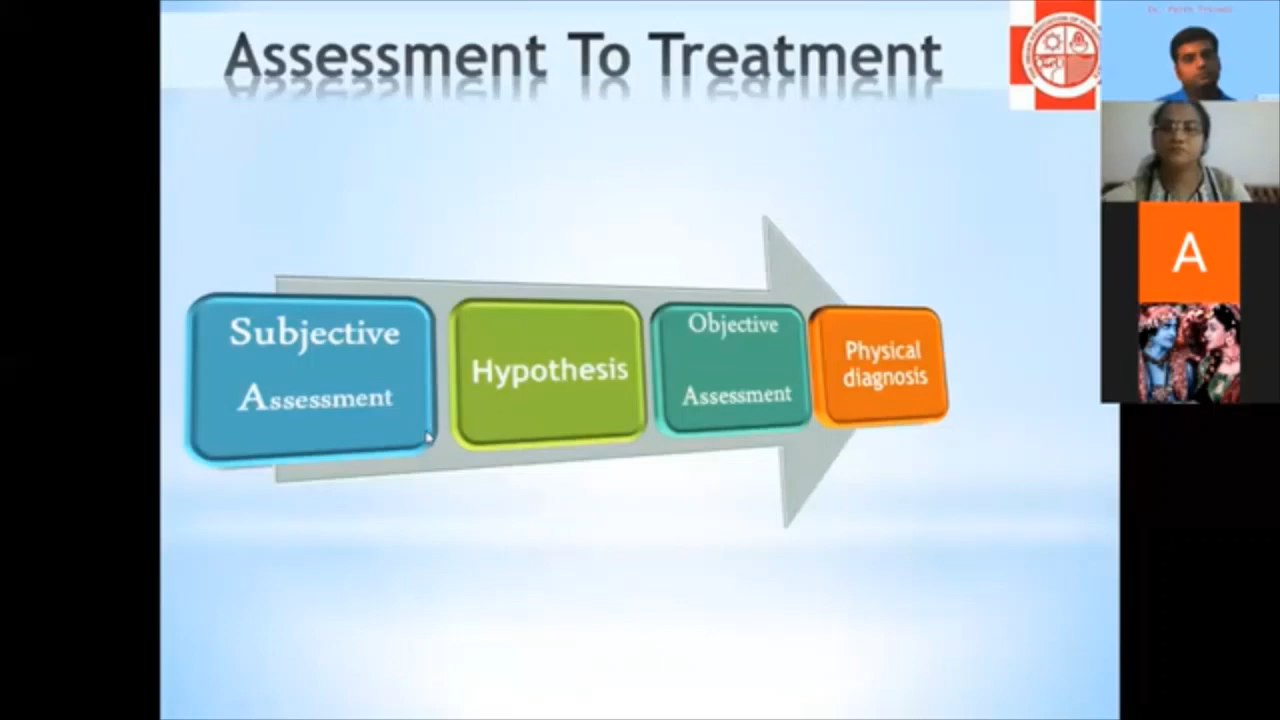 Assessment To Treatment
Subjective
Assessment
Hypothesis
Objective
Assessment
Physical
diagnosis
A